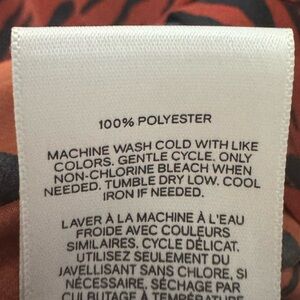 100% POLYESTER
MACHINE WASH COLD WITH LIKE
COLORS. GENTLE CYCLE. ONLY
NON-CHLORINE BLEACH WHEN
NEEDED. TUMBLE DRY LOW. COOL
IRON IF NEEDED.
LAVER À LA MACHINE À L'EAU
FROIDE AVEC COULEURS
SIMILAIRES. CYCLE DÉLICAT.
UTILISEZ SEULEMENT DU
JAVELLISANT SANS CHLORE, SI
NÉCESSAIRE. SÉCHAGE PAR
CULBUTAGE À